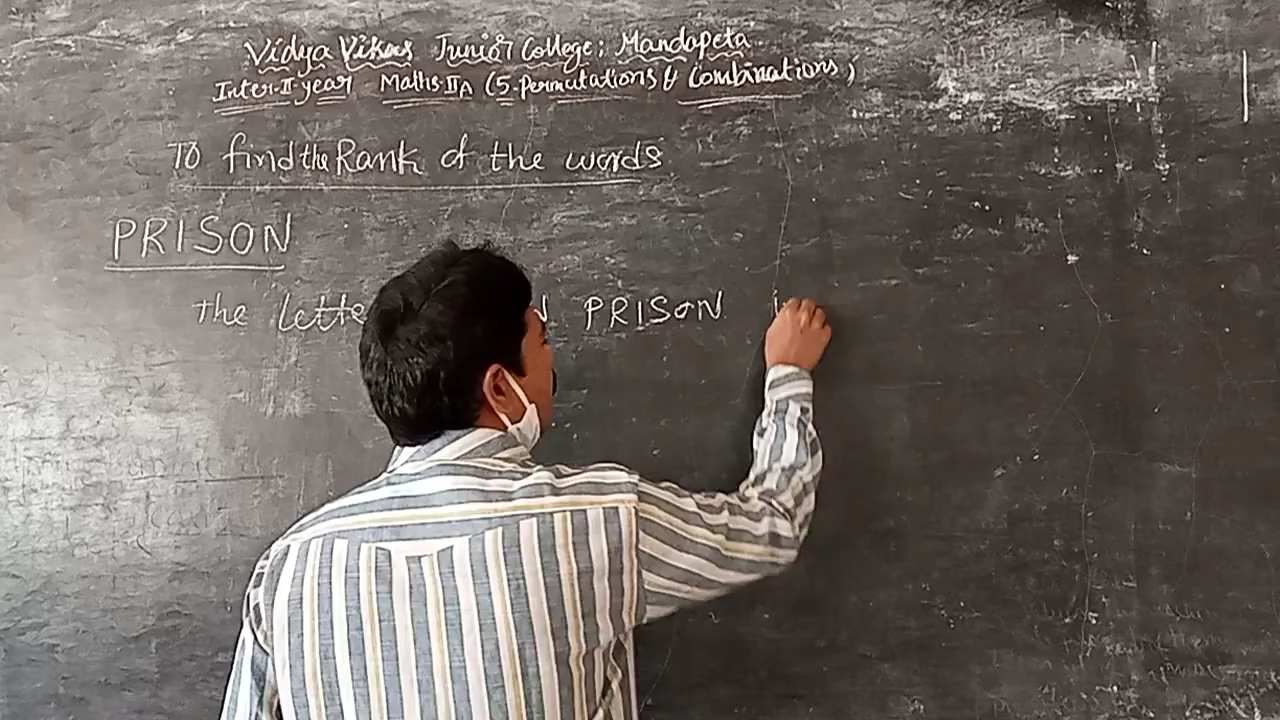 Vidya Vikas Junior College; Mandapeta
Inter-II year Maths-IIA (5. Permutations & Combinations)
To find the Rank of the words
PRISON
The lette N PRISON